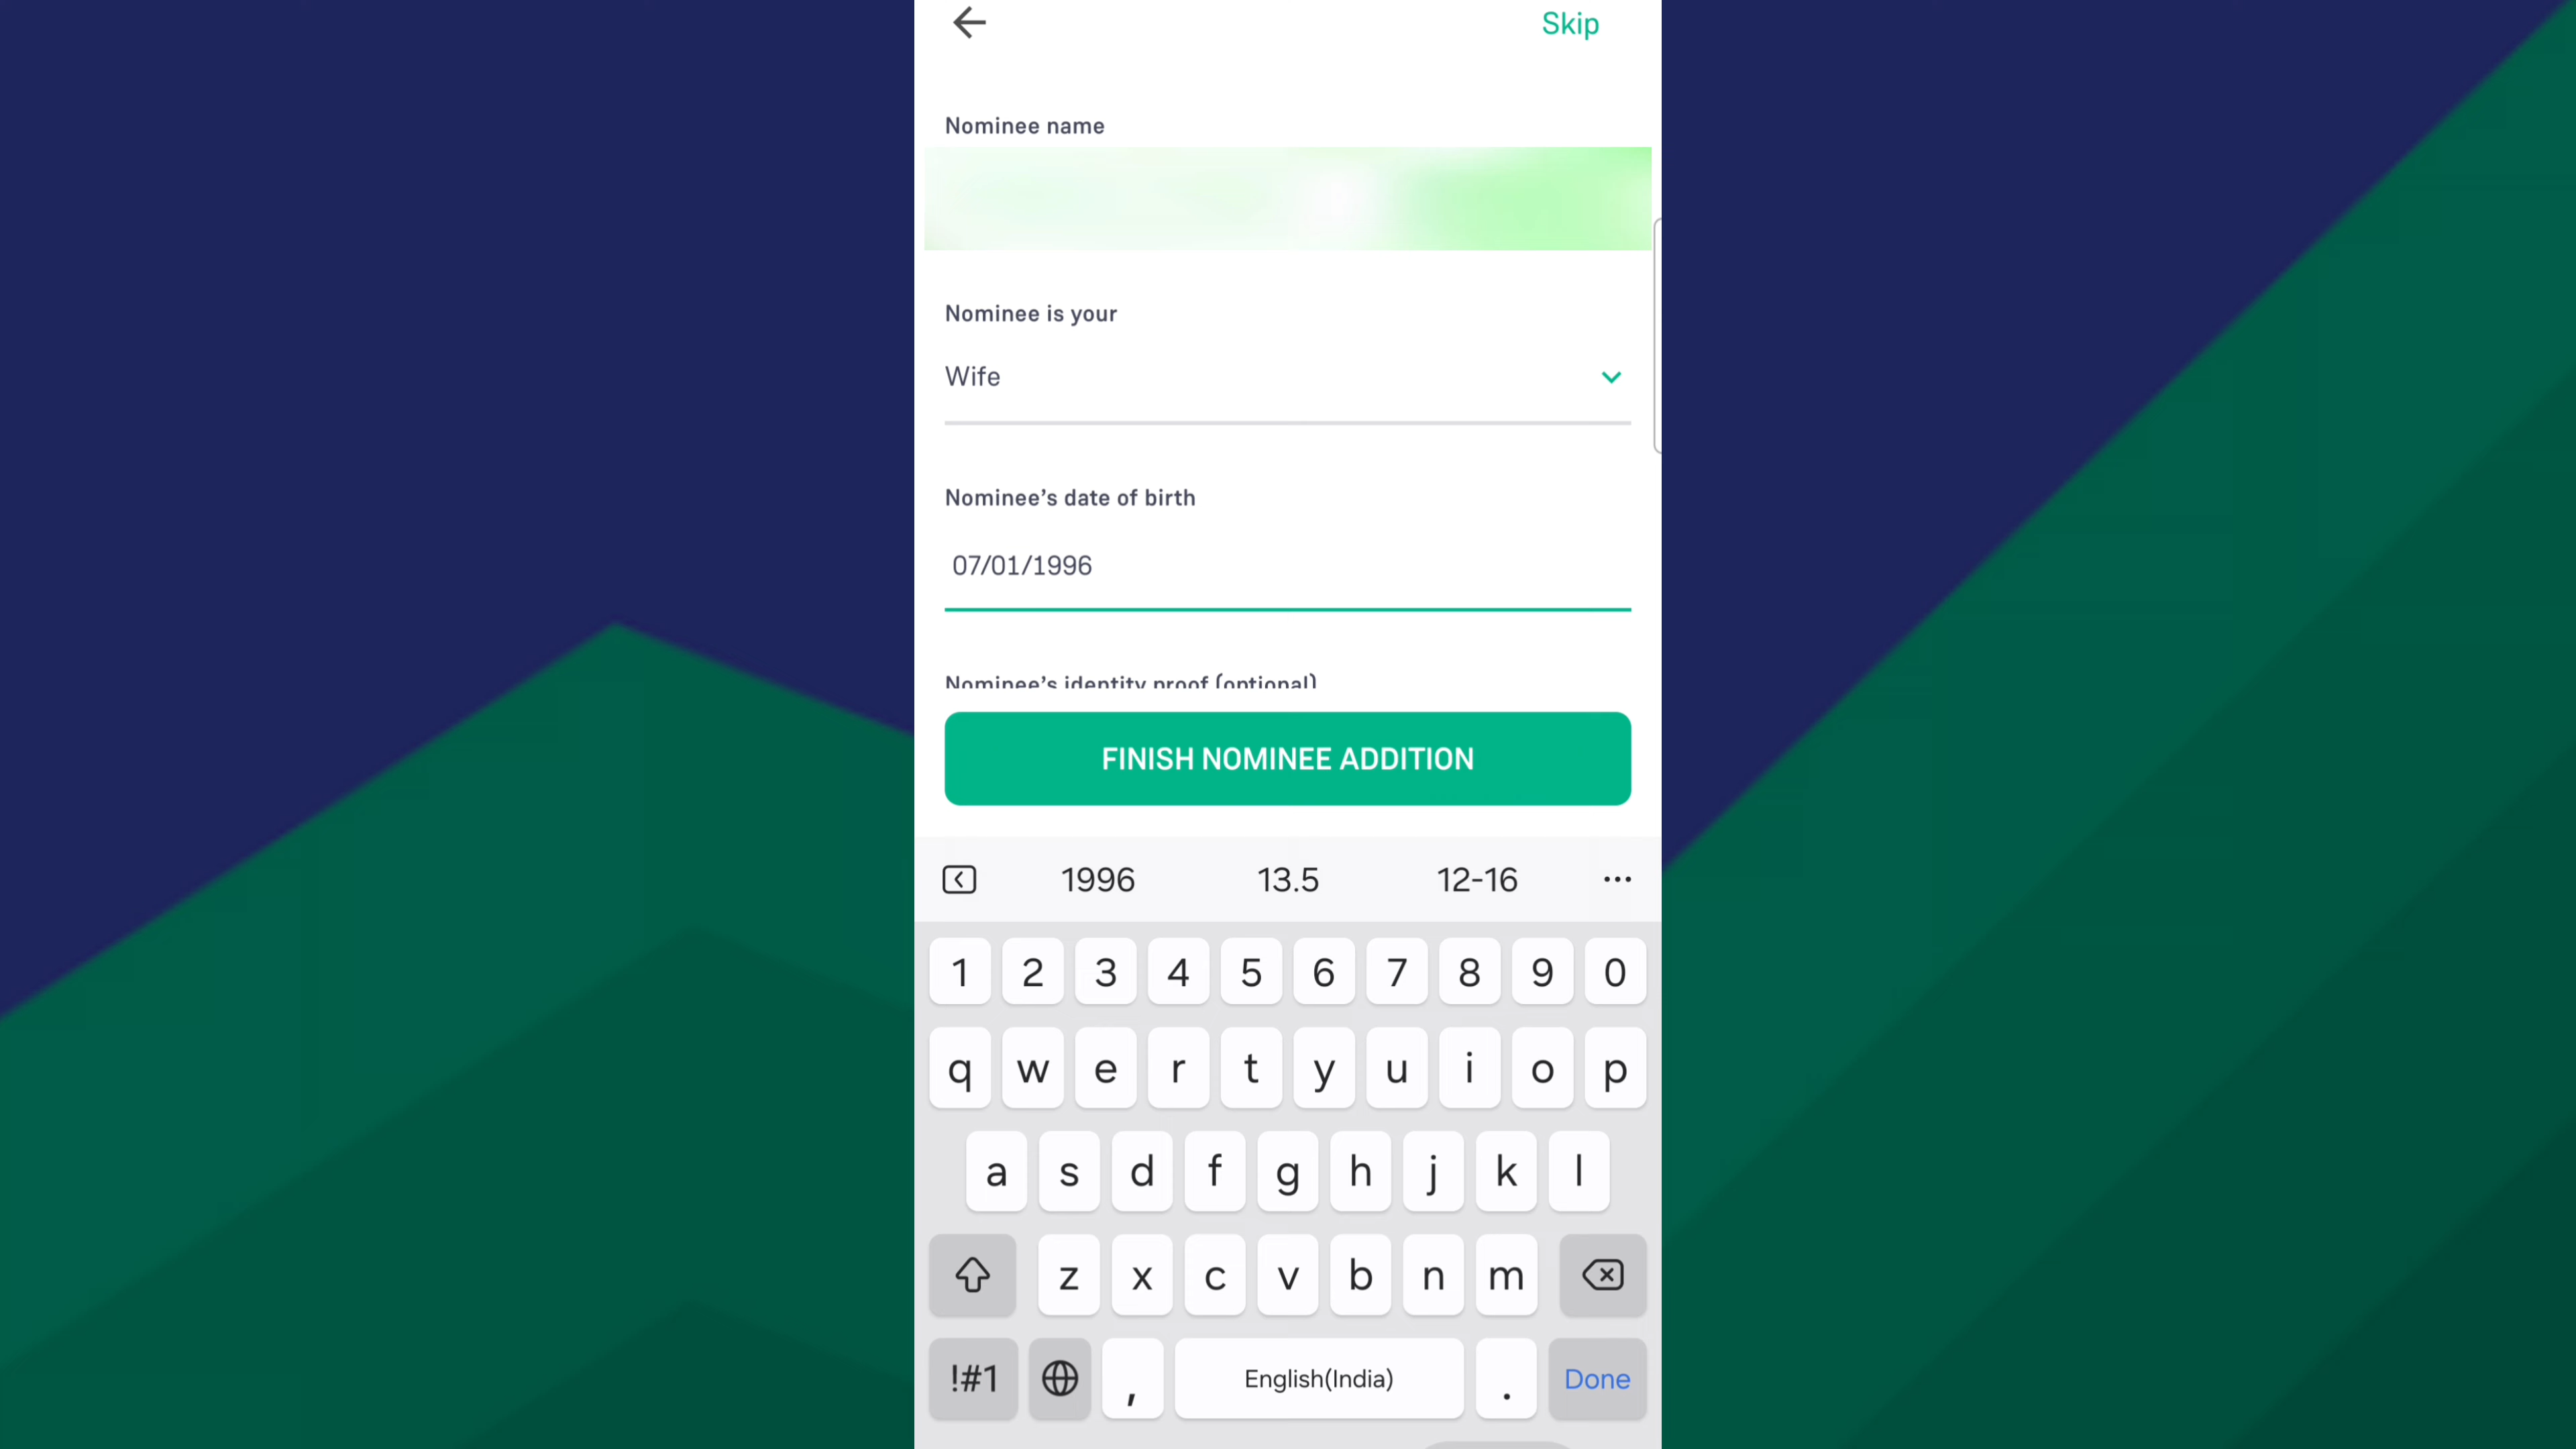 Skip
Nominee name
Nominee is your
Wife
Nominee’s date of birth
07/01/1996
Nominee’s identity proof (optional)
FINISH NOMINEE ADDITION
1996 13.5 12-16 ...
1 2 3 4 5 6 7 8 9 0
q w e r t y u i o p
a s d f g h j k l
z x c v b n m
!#1 , English(India) . Done